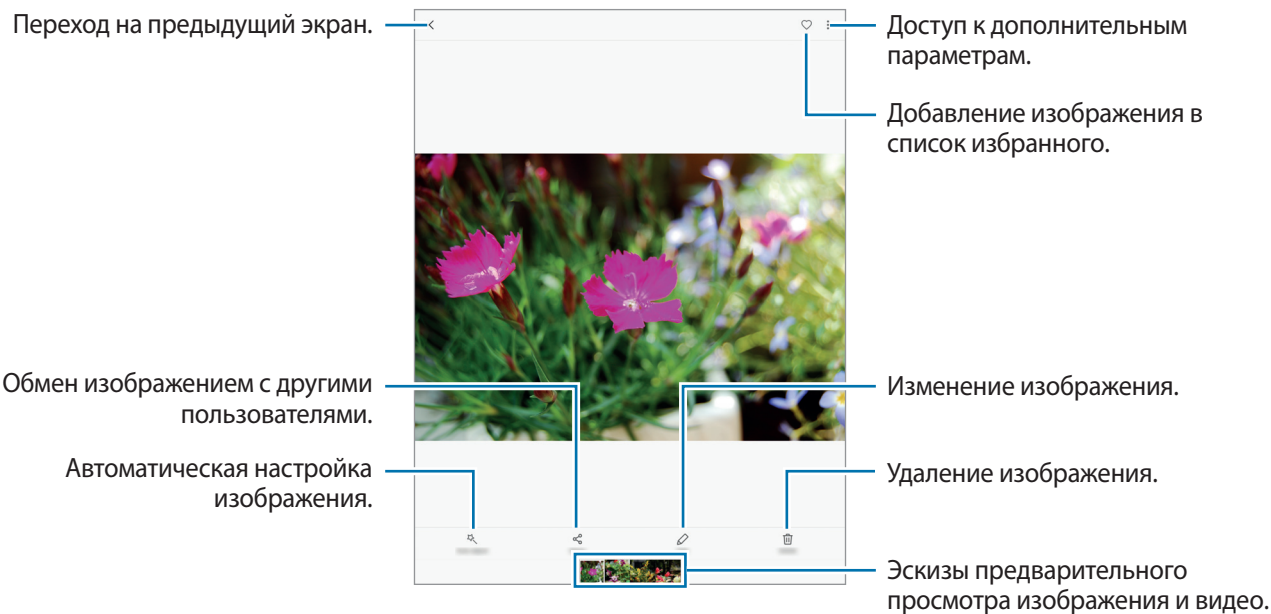 Переход на предыдущий экран.
Доступ к дополнительным
параметрам.
Добавление изображения в
список избранного.
Обмен изображением с другими
пользователями.
Изменение изображения.
Автоматическая настройка
изображения.
Удаление изображения.
Эскизы предварительного
просмотра изображения и видео.